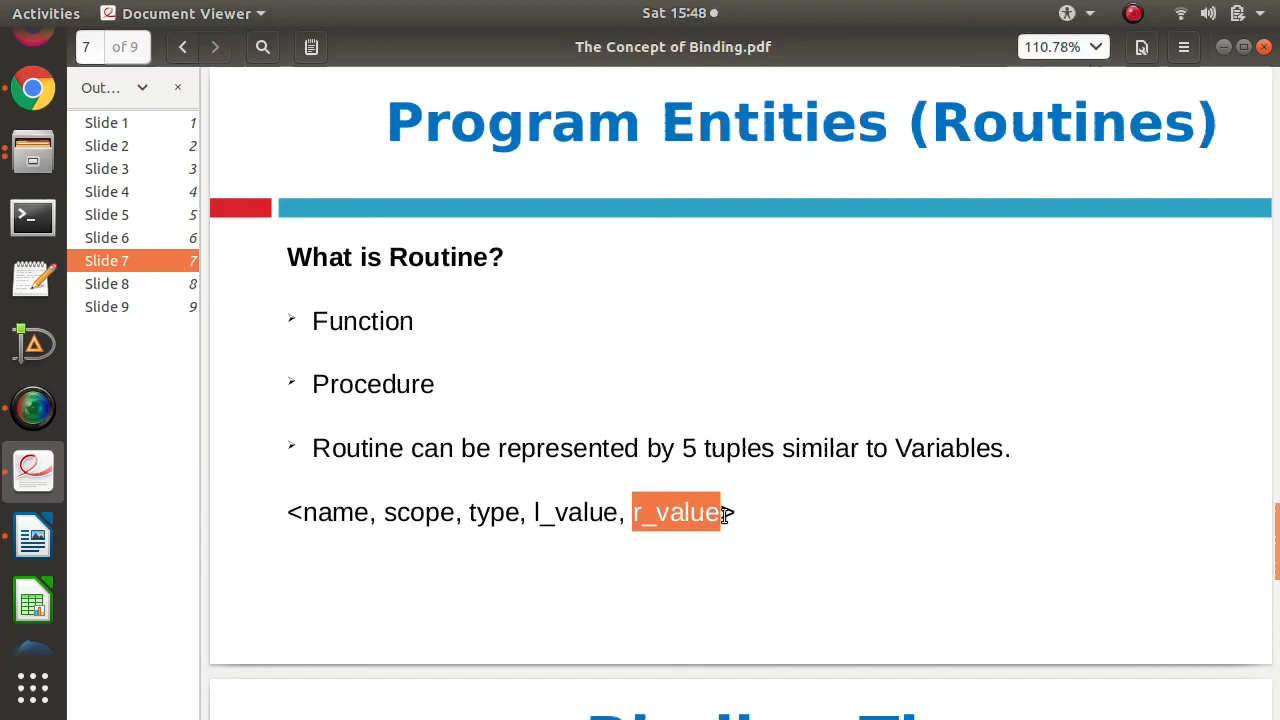 Activities Document Viewer Sat 15:48
7 of 9 The Concept of Binding.pdf 110.78%
Out...
Slide 1 1
Slide 2 2
Slide 3 3
Slide 4 4
Slide 5 5
Slide 6 6
Slide 7 7
Slide 8 8
Slide 9 9
Program Entities (Routines)
What is Routine?
➢ Function
➢ Procedure
➢ Routine can be represented by 5 tuples similar to Variables.
<name, scope, type, l_value, r_value>